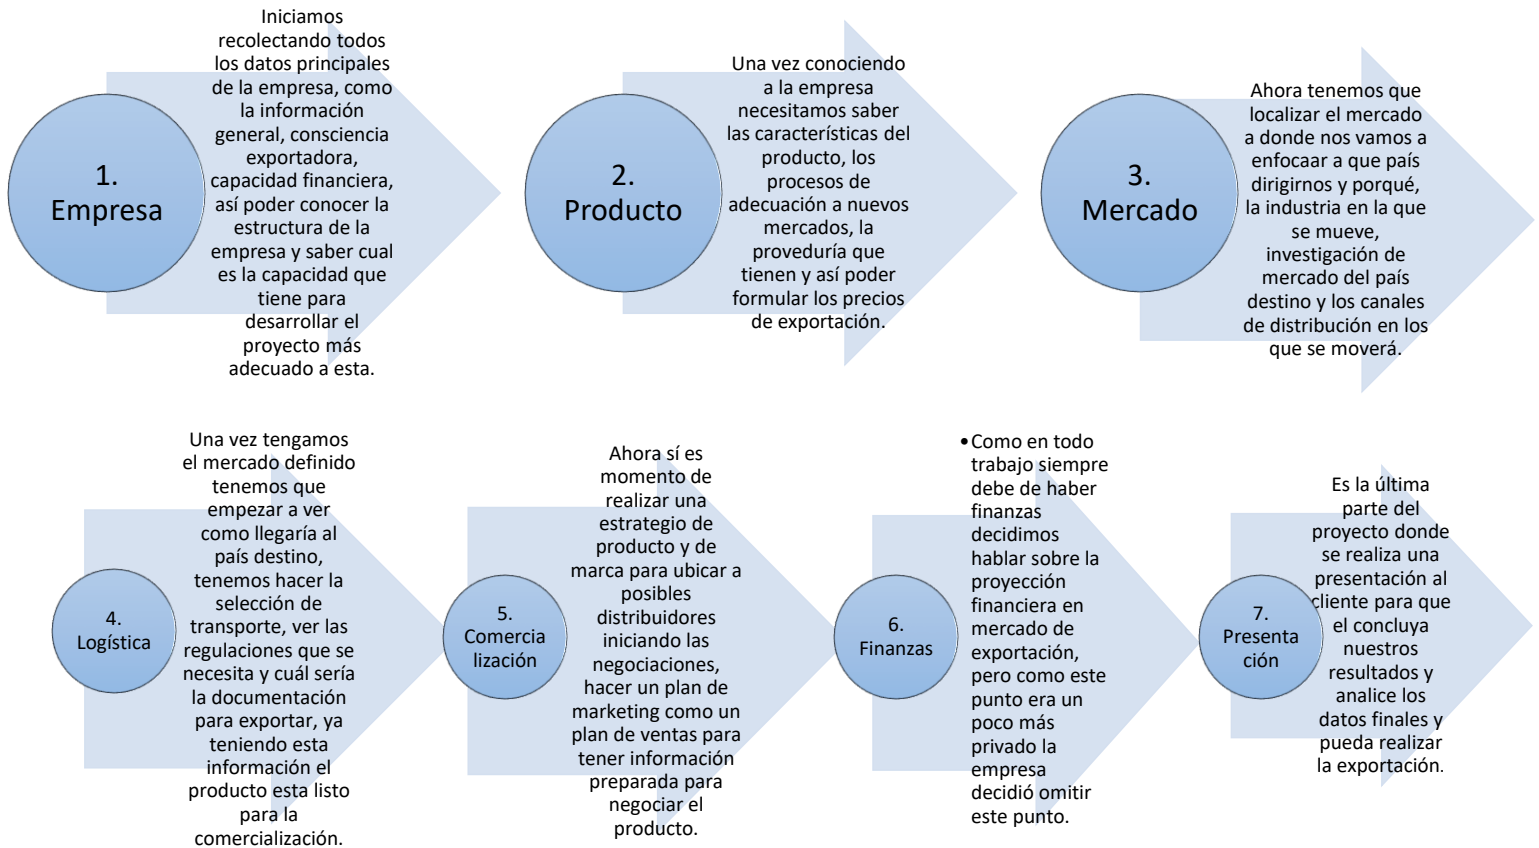 1.
Empresa
Iniciamos
recolectando todos
los datos principales
de la empresa, como
la información
general, consciencia
exportadora,
capacidad financiera,
así poder conocer la
estructura de la
empresa y saber cual
es la capacidad que
tiene para
desarrollar el
proyecto más
adecuado a esta.
2.
Producto
Una vez conociendo
a la empresa
necesitamos saber
las características del
producto, los
procesos de
adecuación a nuevos
mercados, la
proveduría que
tienen y así poder
formular los precios
de exportación.
3.
Mercado
Ahora tenemos que
localizar el mercado
a donde nos vamos a
enfocaar a que país
dirigirnos y porqué,
la industria en la que
se mueve,
investigación de
mercado del país
destino y los canales
de distribución en los
que se moverá.
4.
Logística
Una vez tengamos
el mercado definido
tenemos que
empezar a ver
como llegaría al
país destino,
tenemos hacer la
selección de
transporte, ver las
regulaciones que se
necesita y cuál sería
la documentación
para exportar, ya
teniendo esta
información el
producto esta listo
para la
comercialización.
5.
Comercia
lización
Ahora sí es
momento de
realizar una
estrategio de
producto y de
marca para ubicar a
posibles
distribuidores
iniciando las
negociaciones,
hacer un plan de
marketing como un
plan de ventas para
tener información
preparada para
negociar el
producto.
6.
Finanzas
•Como en todo
trabajo siempre
debe de haber
finanzas
decidimos
hablar sobre la
proyección
financiera en
mercado de
exportación,
pero como este
punto era un
poco más
privado la
empresa
decidió omitir
este punto.
7.
Presenta
ción
Es la última
parte del
proyecto donde
se realiza una
presentación al
cliente para que
el concluya
nuestros
resultados y
analice los
datos finales y
pueda realizar
la exportación.